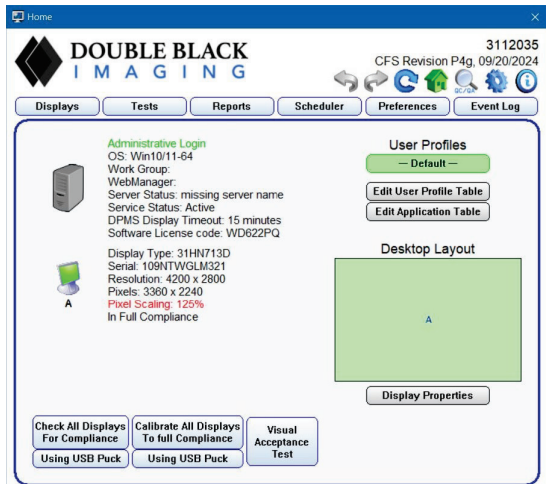 Home
DOUBLE BLACK
IMAGING
3112035
CFS Revision P4g, 09/20/2024
QC/QA
Displays Tests Reports Scheduler Preferences Event Log
Administrative Login
OS: Win10/11-64
Work Group:
WebManager:
Server Status: missing server name
Service Status: Active
DPMS Display Timeout: 15 minutes
Software License code: WD622PQ
Display Type: 31HN713D
Serial: 109NTWGLM321
Resolution: 4200 x 2800
Pixels: 3360 x 2240
Pixel Scaling: 125%
In Full Compliance
A
User Profiles
— Default —
Edit User Profile Table
Edit Application Table
Desktop Layout
A
Display Properties
Check All Displays
For Compliance
Using USB Puck
Calibrate All Displays
To full Compliance
Using USB Puck
Visual
Acceptance
Test